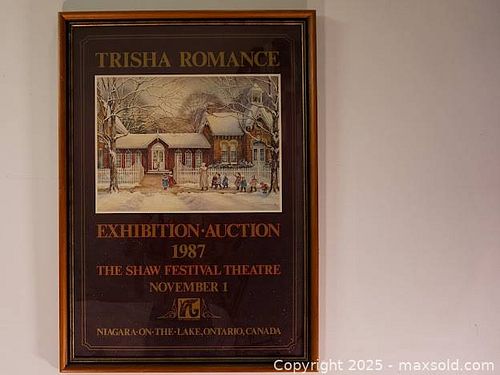 TRISHA ROMANCE
EXHIBITION·AUCTION
1987
THE SHAW FESTIVAL THEATRE
NOVEMBER 1
NIAGARA·ON·THE·LAKE, ONTARIO, CANADA
Copyright © 2025 - maxsold.com